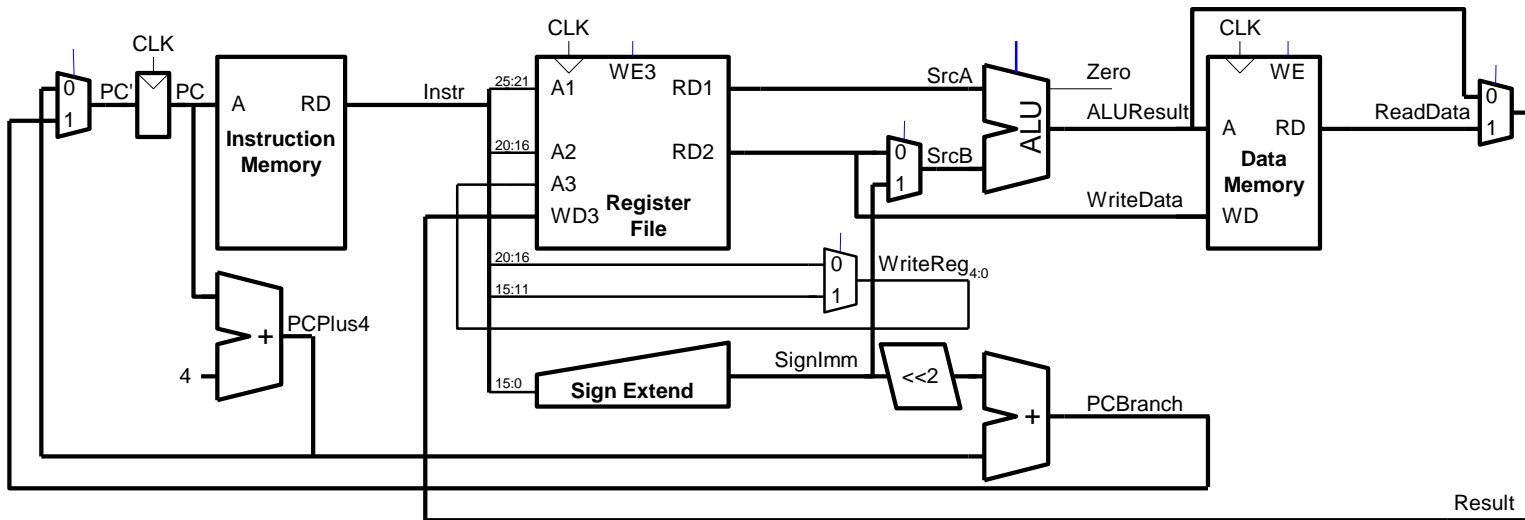 CLK
CLK
CLK
0
1
PC'
PC
A
RD
Instruction
Memory
Instr
25:21
A1
WE3
RD1
SrcA
Zero
WE
ALU
ALUResult
A
RD
ReadData
0
1
20:16
A2
RD2
0
1
SrcB
Data
Memory
A3
Register
File
WD3
WriteData
WD
20:16
0
WriteReg4:0
15:11
1
+
PCPlus4
4
15:0
Sign Extend
SignImm
<<2
+
PCBranch
Result